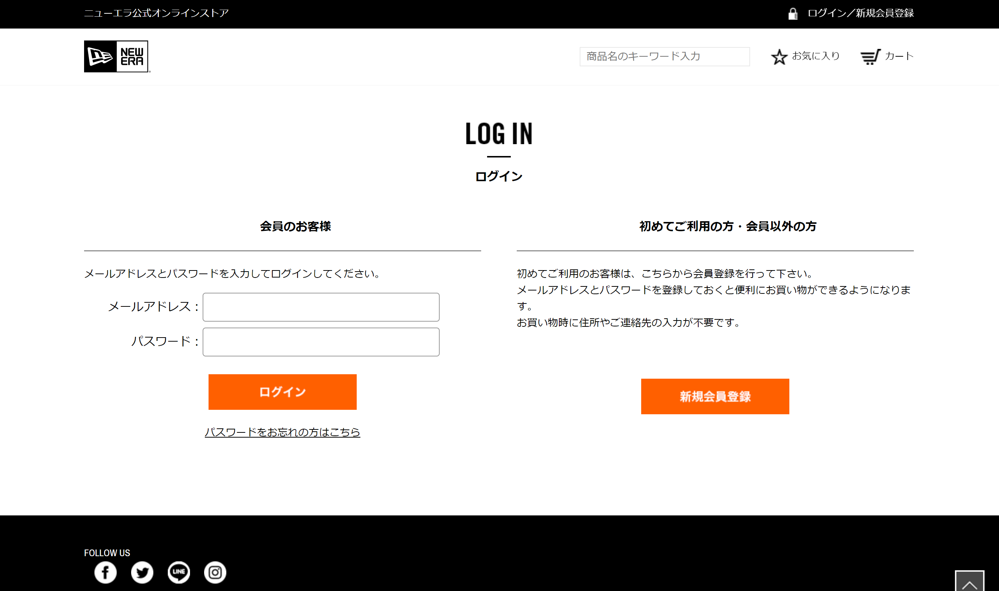 ニューエラ公式オンラインストア
ログイン／新規会員登録
NEW
ERA
商品名のキーワード入力
お気に入り
カート
LOG IN
ログイン
会員のお客様
メールアドレスとパスワードを入力してログインしてください。
メールアドレス：
パスワード：
ログイン
パスワードをお忘れの方はこちら
初めてご利用の方・会員以外の方
初めてご利用のお客様は、こちらから会員登録を行って下さい。
メールアドレスとパスワードを登録しておくと便利にお買い物ができるようになりま
す。
お買い物時に住所やご連絡先の入力が不要です。
新規会員登録
FOLLOW US
LINE